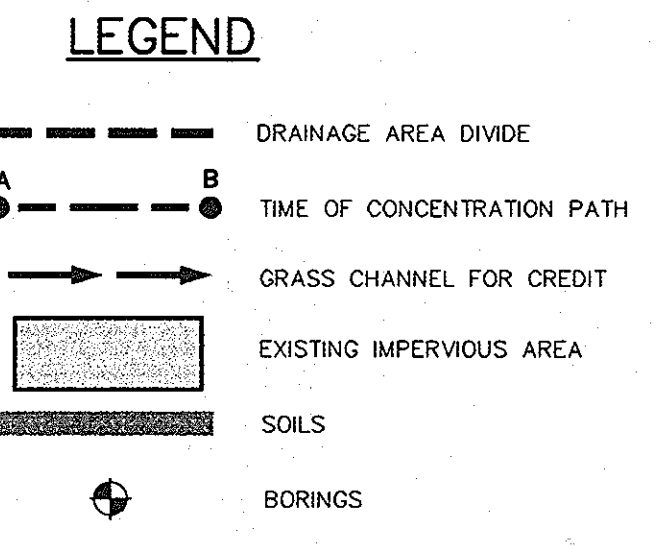 LEGEND
DRAINAGE AREA DIVIDE
A B
TIME OF CONCENTRATION PATH
GRASS CHANNEL FOR CREDIT
EXISTING IMPERVIOUS AREA
SOILS
BORINGS